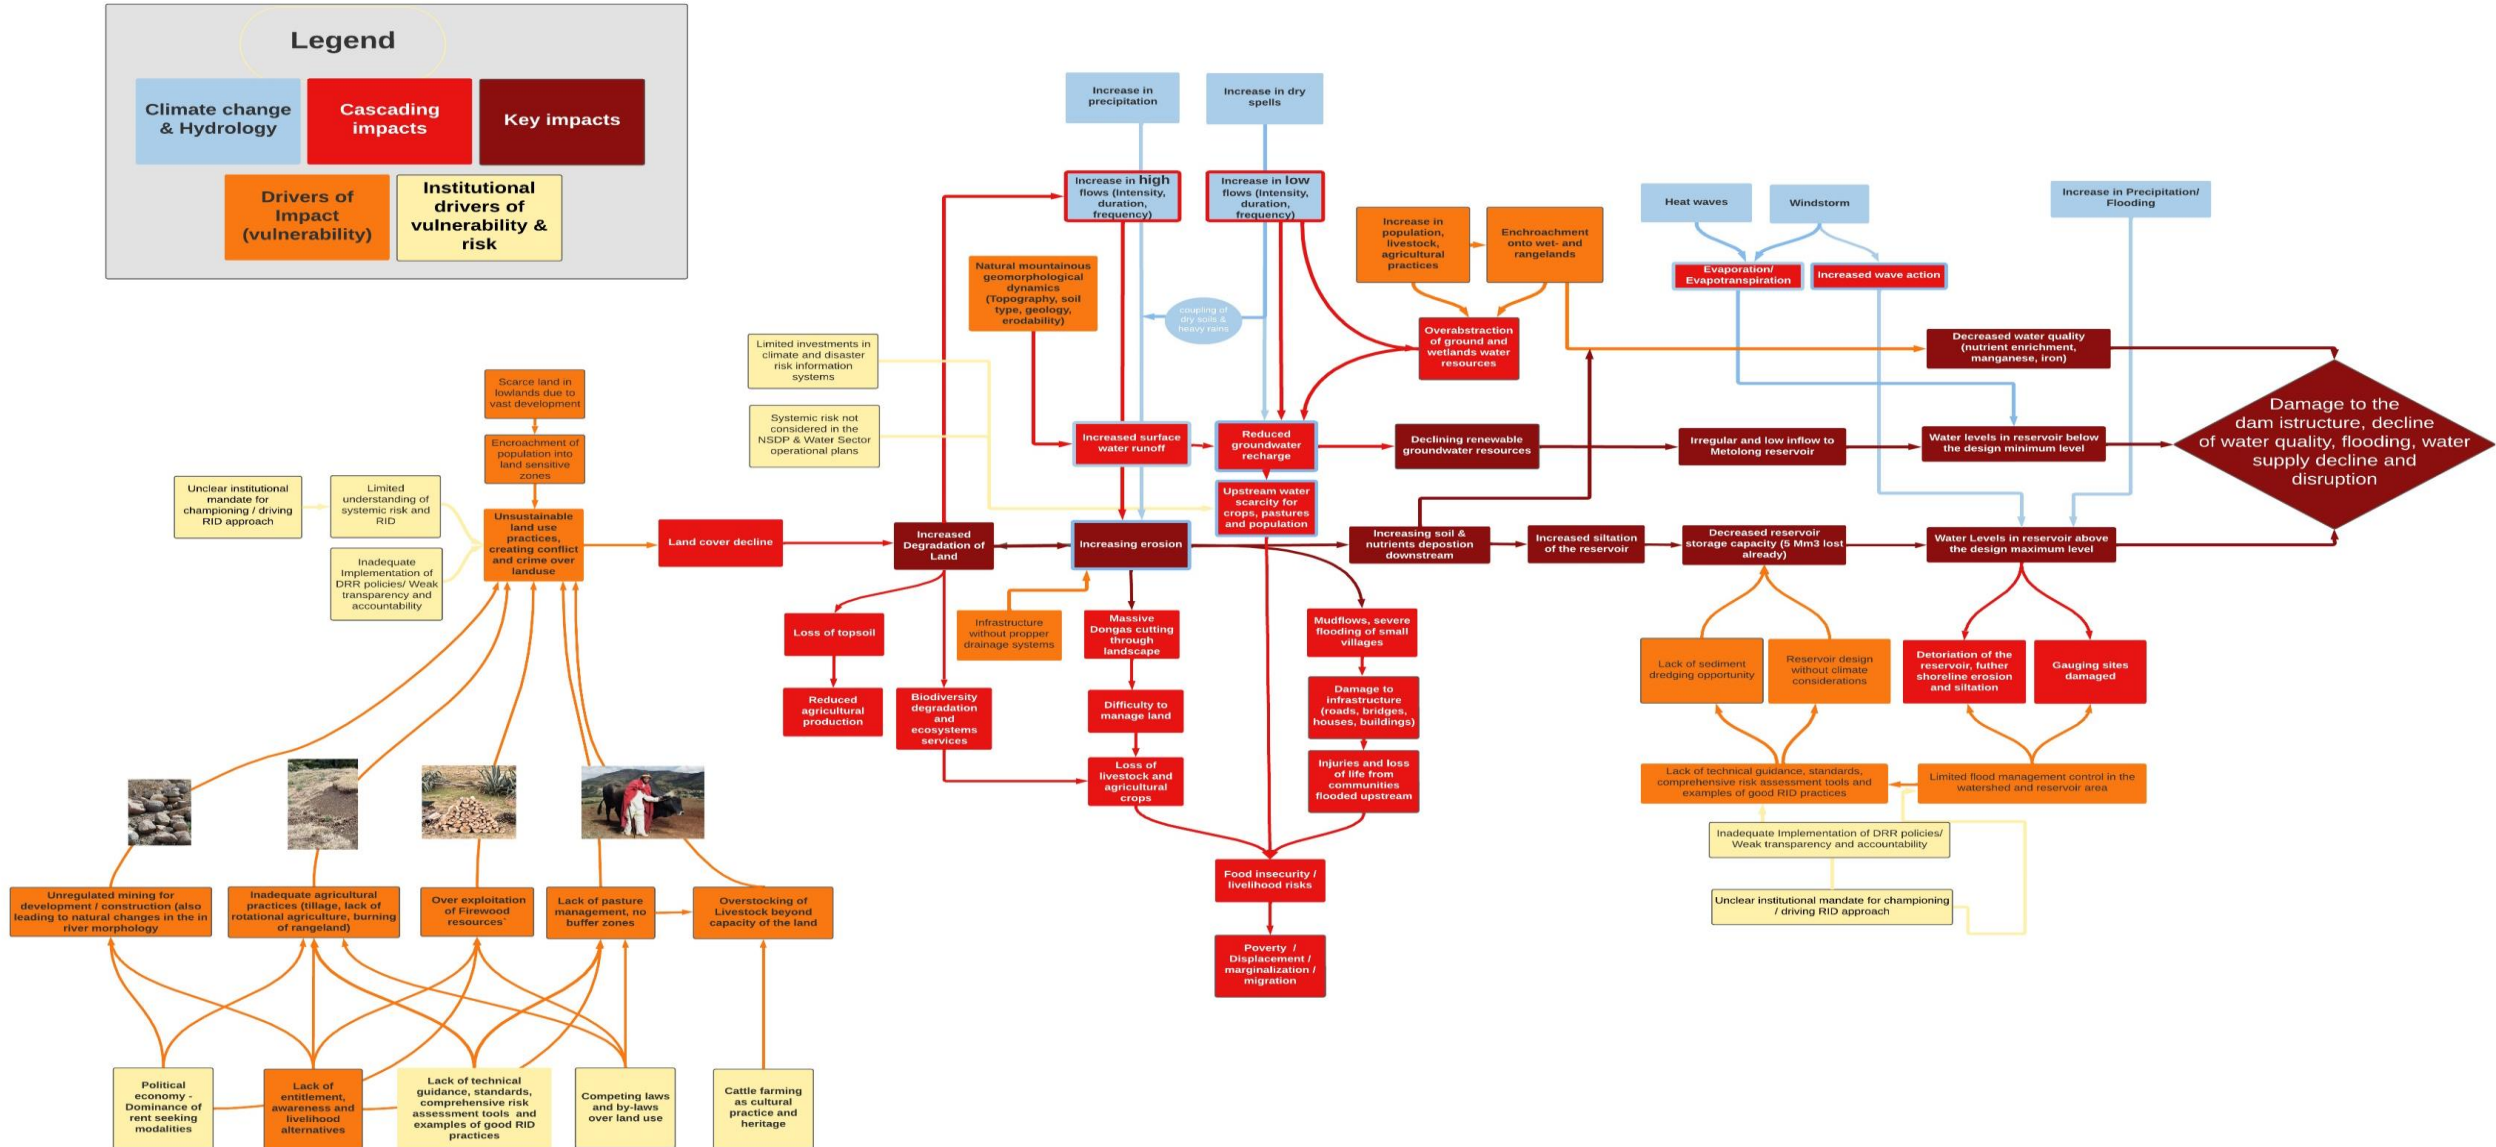 Legend
Climate change
& Hydrology
Cascading
impacts
Key impacts
Drivers of
Impact
(vulnerability)
Institutional
drivers of
vulnerability &
risk
Increase in
precipitation
Increase in dry
spells
Increase in high
flows (Intensity,
duration,
frequency)
Increase in low
flows (Intensity,
duration,
frequency)
Natural mountainous
geomorphological
dynamics
(Topography, soil
type, geology,
erodability)
coupling of
dry soils &
heavy rains
Increase in
population,
livestock,
agricultural
practices
Enchroachment
onto wet- and
rangelands
Overabstraction
of ground and
wetlands water
resources
Heat waves
Windstorm
Increase in Precipitation/
Flooding
Evaporation/
Evapotranspiration
Increased wave action
Decreased water quality
(nutrient enrichment,
manganese, iron)
Damage to the
dam istructure, decline
of water quality, flooding, water
supply decline and
disruption
Limited investments in
climate and disaster
risk information
systems
Systemic risk not
considered in the
NSDP & Water Sector
operational plans
Increased surface
water runoff
Reduced
groundwater
recharge
Declining renewable
groundwater resources
Irregular and low inflow to
Metolong reservoir
Water levels in reservoir below
the design minimum level
Upstream water
scarcity for
crops, pastures
and population
Scarce land in
lowlands due to
vast development
Encroachment of
population into
land sensitive
zones
Unclear institutional
mandate for
championing / driving
RID approach
Limited
understanding of
systemic risk and
RID
Inadequate
Implementation of
DRR policies/ Weak
transparency and
accountability
Unsustainable
land use
practices,
creating conflict
and crime over
landuse
Land cover decline
Increased
Degradation of
Land
Increasing erosion
Increasing soil &
nutrients depostion
downstream
Increased siltation
of the reservoir
Decreased reservoir
storage capacity (5 Mm3 lost
already)
Water Levels in reservoir above
the design maximum level
Loss of topsoil
Reduced
agricultural
production
Biodiversity
degradation
and
ecosystems
services
Infrastructure
without propper
drainage systems
Massive
Dongas cutting
through
landscape
Difficulty to
manage land
Loss of
livestock and
agricultural
crops
Mudflows, severe
flooding of small
villages
Damage to
infrastructure
(roads, bridges,
houses, buildings)
Injuries and loss
of life from
communities
flooded upstream
Food insecurity /
livelihood risks
Poverty /
Displacement /
marginalization /
migration
Lack of sediment
dredging opportunity
Reservoir design
without climate
considerations
Detoriation of the
reservoir, futher
shoreline erosion
and siltation
Gauging sites
damaged
Lack of technical guidance, standards,
comprehensive risk assessment tools and
examples of good RID practices
Limited flood management control in the
watershed and reservoir area
Inadequate Implementation of DRR policies/
Weak transparency and accountability
Unclear institutional mandate for championing
/ driving RID approach
Unregulated mining for
development / construction (also
leading to natural changes in the in
river morphology
Inadequate agricultural
practices (tillage, lack of
rotational agriculture, burning
of rangeland)
Over exploitation
of Firewood
resources`
Lack of pasture
management, no
buffer zones
Overstocking of
Livestock beyond
capacity of the land
Political
economy -
Dominance of
rent seeking
modalities
Lack of
entitlement,
awareness and
livelihood
alternatives
Lack of technical
guidance, standards,
comprehensive risk
assessment tools and
examples of good RID
practices
Competing laws
and by-laws
over land use
Cattle farming
as cultural
practice and
heritage